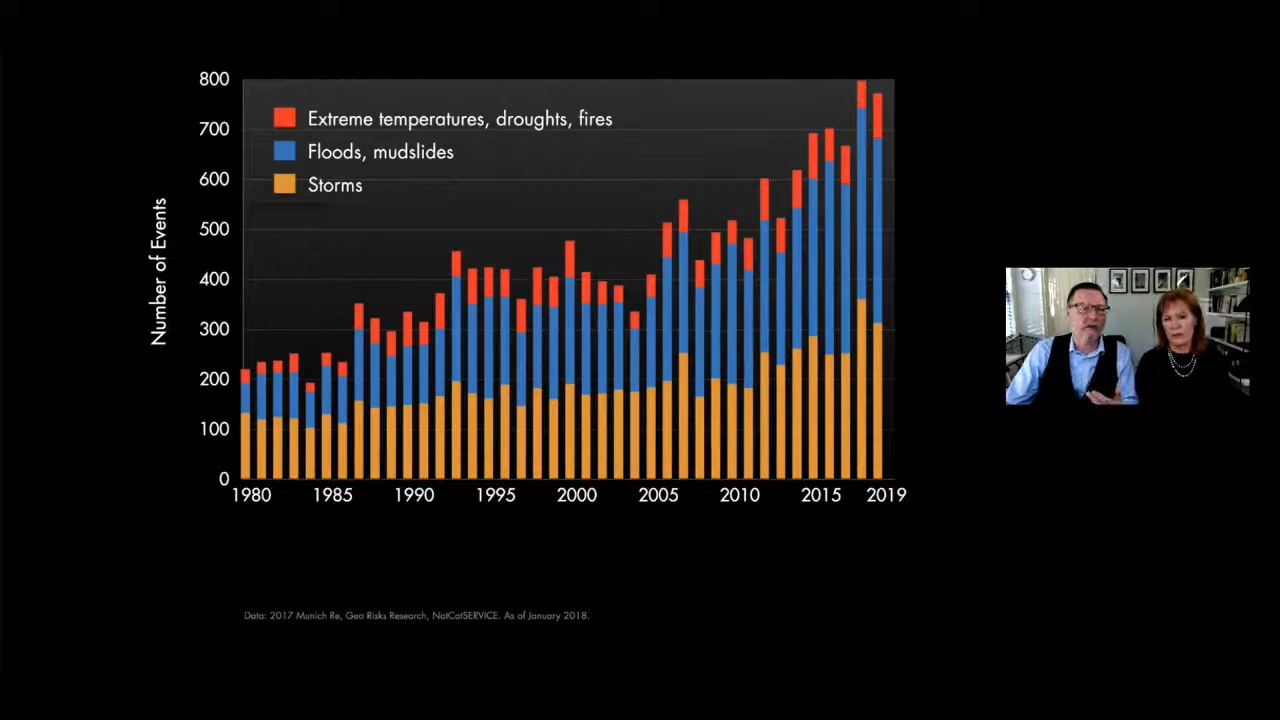 800
Extreme temperatures, droughts, fires
700
Floods, mudslides
600
Storms
500
Number of Events
400
300
200
100
0
1980 1985 1990 1995 2000 2005 2010 2015 2019
Data: 2017 Munich Re, Geo Risks Research, NatCatSERVICE. As of January 2018.